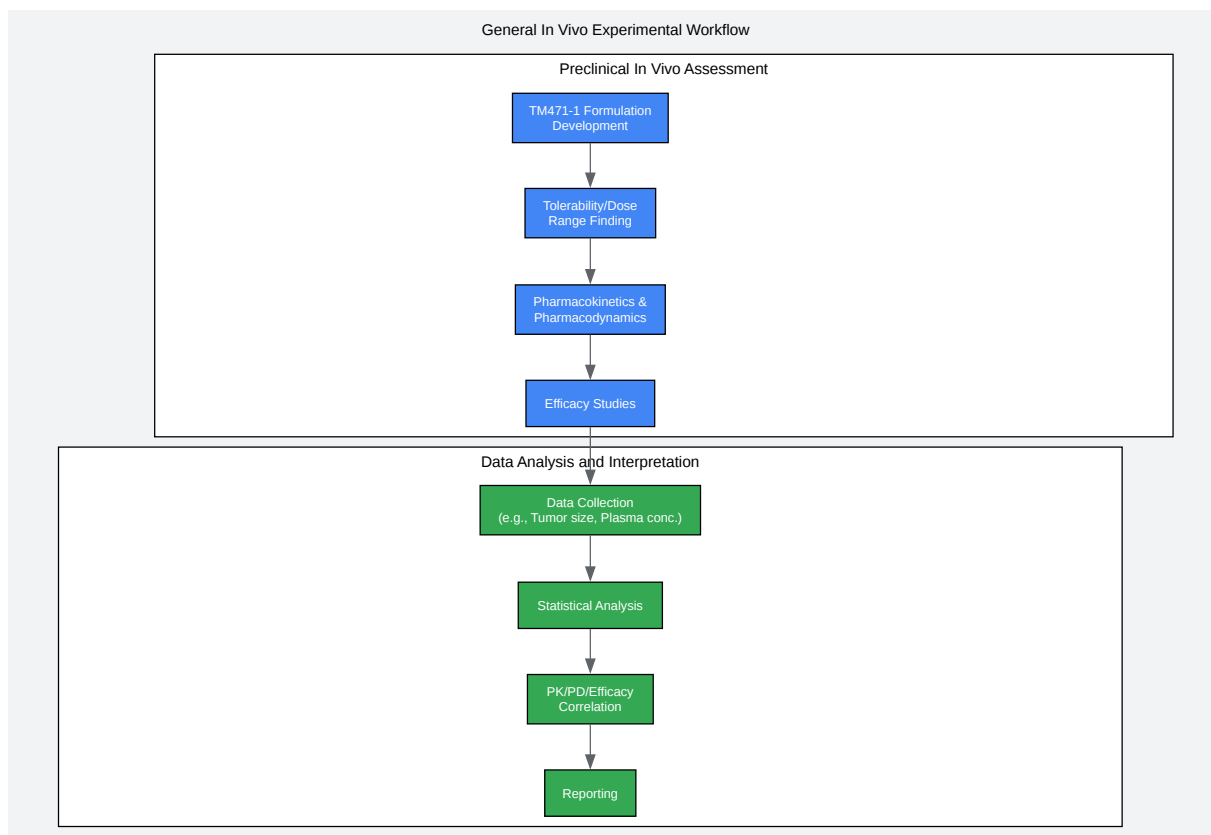 General In Vivo Experimental Workflow
Preclinical In Vivo Assessment
TM471-1 Formulation
Development
Tolerability/Dose
Range Finding
Pharmacokinetics &
Pharmacodynamics
Efficacy Studies
Data Analysis and Interpretation
Data Collection
(e.g., Tumor size, Plasma conc.)
Statistical Analysis
PK/PD/Efficacy
Correlation
Reporting